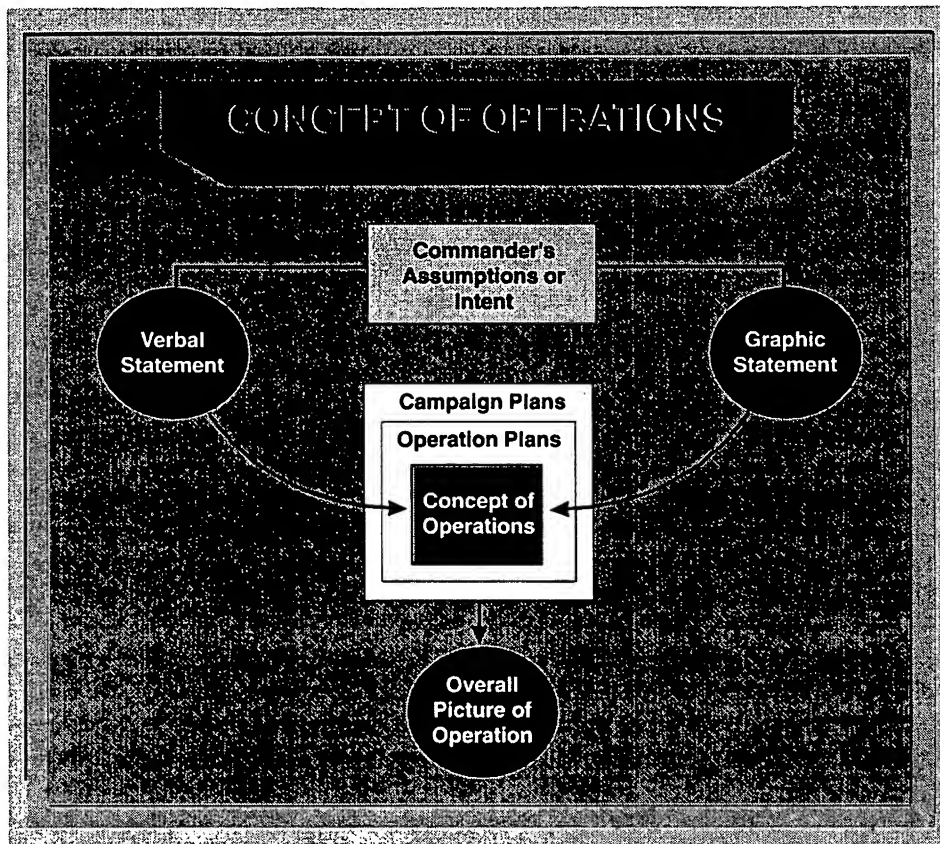 CONCEPT OF OPERATIONS
Commander's
Assumptions or
Intent
Verbal
Statement
Graphic
Statement
Campaign Plans
Operation Plans
Concept of
Operations
Overall
Picture of
Operation